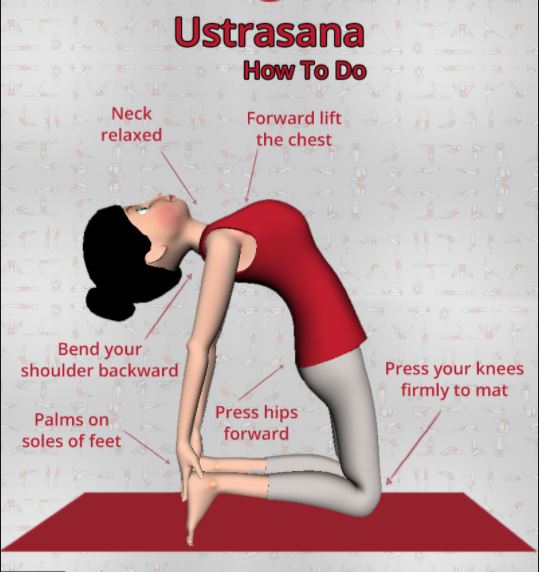 Ustrasana
How To Do
Neck
relaxed
Forward lift
the chest
Bend your
shoulder backward
Press your knees
firmly to mat
Palms on
soles of feet
Press hips
forward